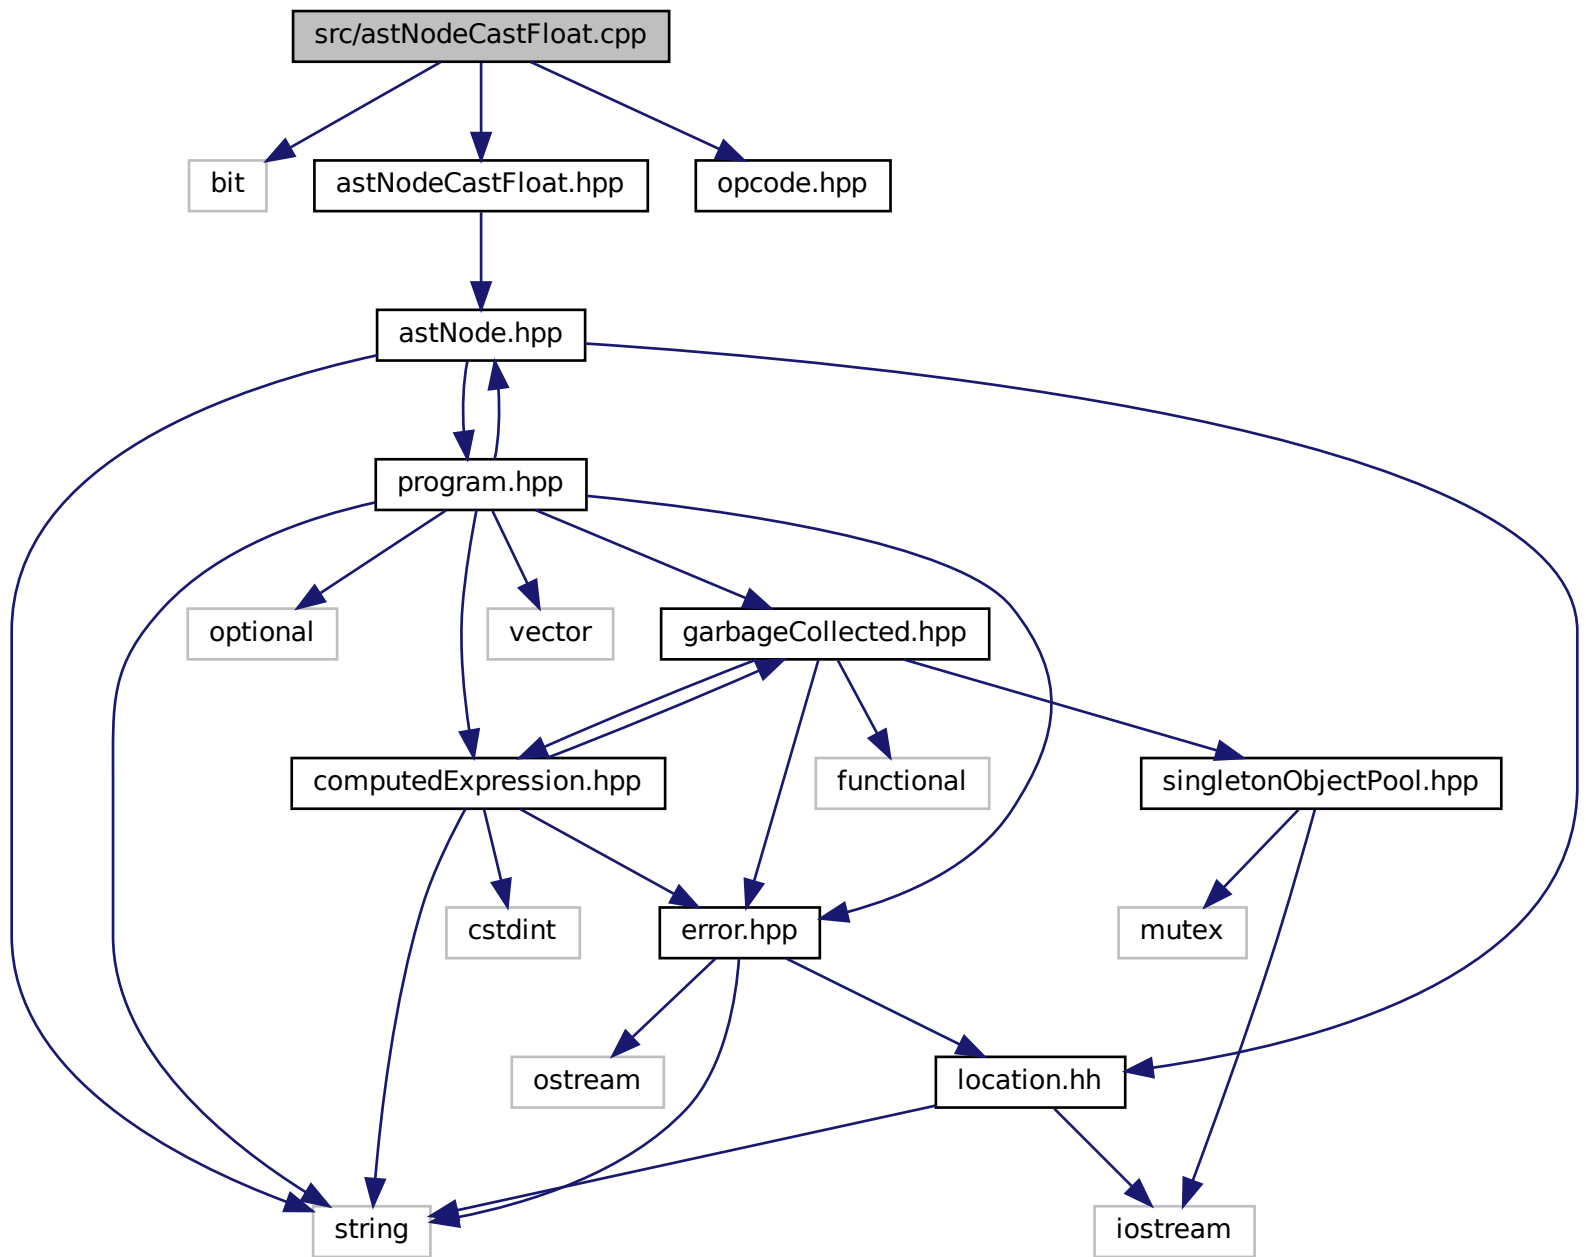 src/astNodeCastFloat.cpp
bit
astNodeCastFloat.hpp
opcode.hpp
astNode.hpp
program.hpp
optional
vector
garbageCollected.hpp
computedExpression.hpp
functional
singletonObjectPool.hpp
cstdint
error.hpp
mutex
ostream
location.hh
string
iostream